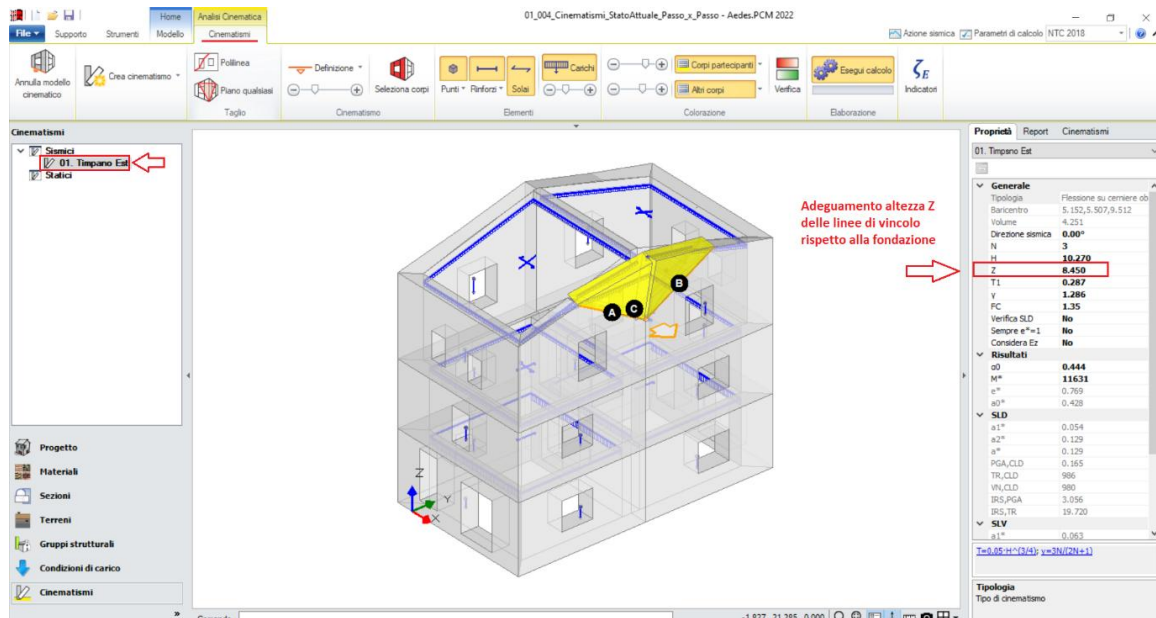 Home
Analisi Cinematica
01_004_Cinematismi_StatoAttuale_Passo_x_Passo - Aedes.PCM 2022
File
Supporto
Strumenti
Modello
Cinematismi
Azione sismica
Parametri di calcolo
NTC 2018
Annulla modello cinematico
Crea cinematismo
Polilinea
Piano qualsiasi
Taglio
Definizione
Seleziona corpi
Cinematismo
Punti
Rinforzi
Solai
Carichi
Elementi
Corpi partecipanti
Altri corpi
Colorazione
Verifica
Esegui calcolo
Elaborazione
ζE
Indicatori
Cinematismi
Sismici
01. Timpano Est
Statici
Progetto
Materiali
Sezioni
Terreni
Gruppi strutturali
Condizioni di carico
Cinematismi
»
A
C
B
Z
Y
X
Adeguamento altezza Z
delle linee di vincolo
rispetto alla fondazione
Proprietà Report Cinematismi
01. Timpano Est
Generale
Tipologia Flessione su cerniere ob
Baricentro 5.152,5.507,9.512
Volume 4.251
Direzione sismica 0.00°
N 3
H 10.270
Z 8.450
T1 0.287
γ 1.286
FC 1.35
Verifica SLD No
Sempre e*=1 No
Considera Ez No
Risultati
α0 0.444
M* 11631
e* 0.769
a0* 0.428
SLD
a1* 0.054
a2* 0.129
a* 0.129
PGA,CLD 0.165
TR,CLD 986
VN,CLD 980
IRS,PGA 3.056
IRS,TR 19.720
SLV
a1* 0.063
T=0.05·H^(3/4); γ=3N/(2N+1)
Tipologia
Tipo di cinematismo